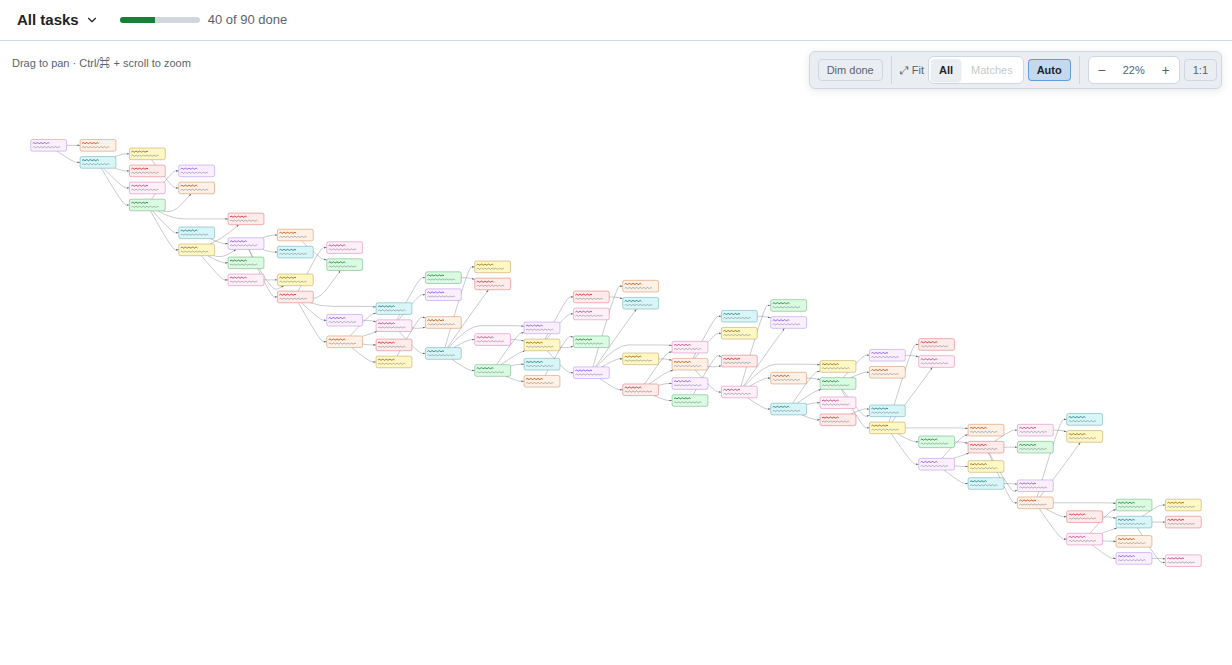 All tasks
40 of 90 done
Drag to pan · Ctrl/⌘ + scroll to zoom
Dim done
Fit
All
Matches
Auto
−
22%
+
1:1